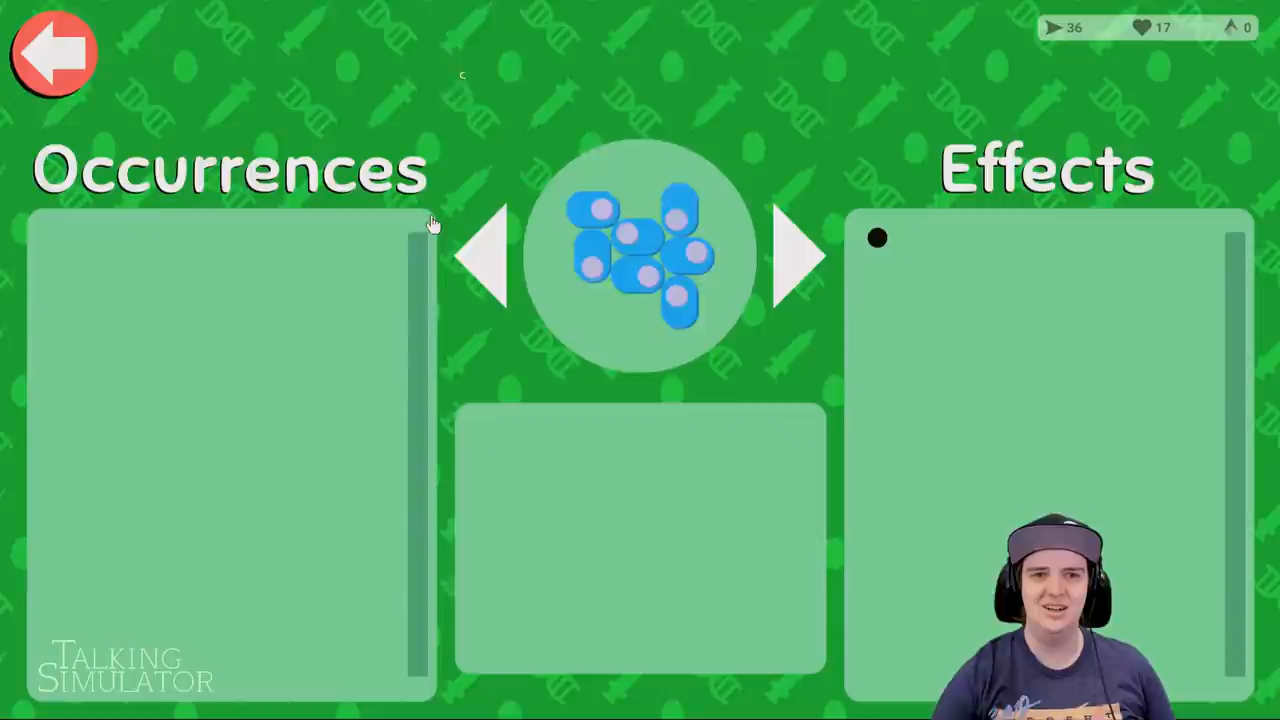 36 17 0
c
Occurrences
Effects
TALKING
SIMULATOR